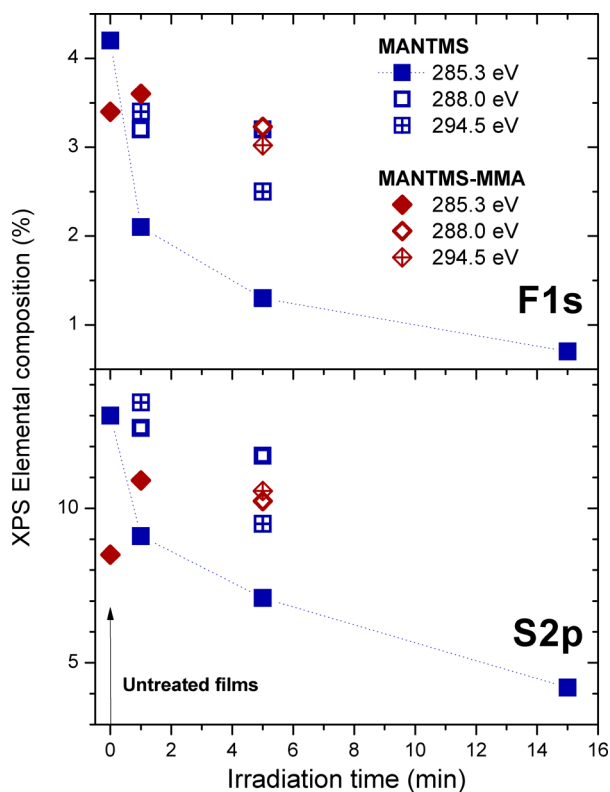 XPS Elemental composition (%)
4
3
2
1
MANTMS
285.3 eV
288.0 eV
294.5 eV
MANTMS-MMA
285.3 eV
288.0 eV
294.5 eV
F1s
10
5
S2p
Untreated films
0 2 4 6 8 10 12 14 16
Irradiation time (min)